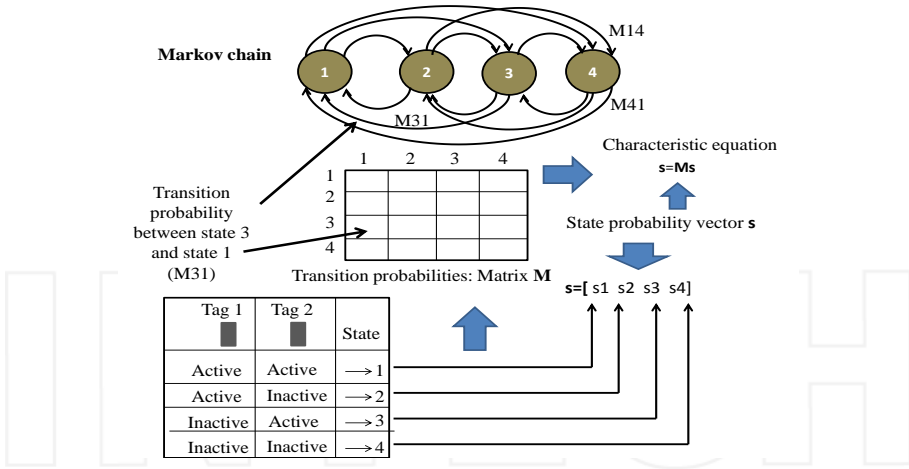 M14
Markov chain
1 2 3 4
M41
M31
Characteristic equation
s=Ms
1 2 3 4
1
2
3
4
Transition
probability
between state 3
and state 1
(M31)
State probability vector s
Transition probabilities: Matrix M
s=[ s1 s2 s3 s4]
Tag 1 Tag 2 State
Active Active 1
Active Inactive 2
Inactive Active 3
Inactive Inactive 4
INTECH